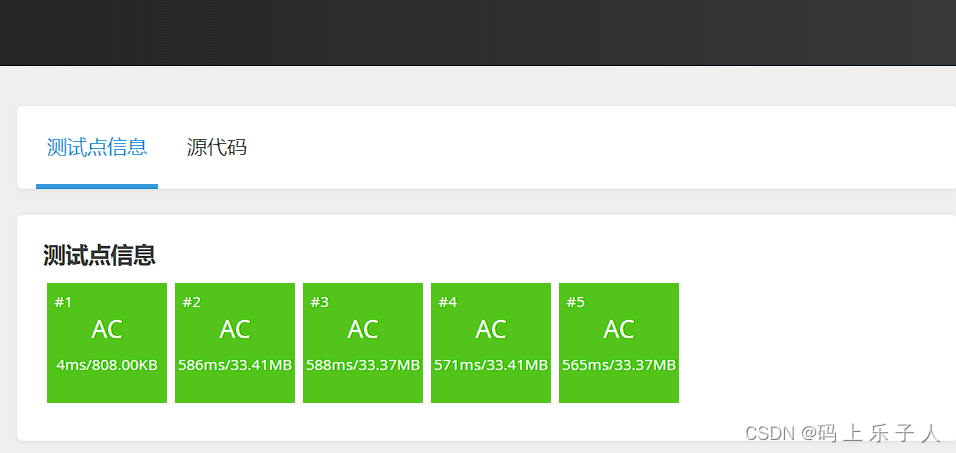 测试点信息 源代码
测试点信息
#1 #2 #3 #4 #5
AC AC AC AC AC
4ms/808.00KB 586ms/33.41MB 588ms/33.37MB 571ms/33.41MB 565ms/33.37MB
CSDN @码 上 乐 子 人